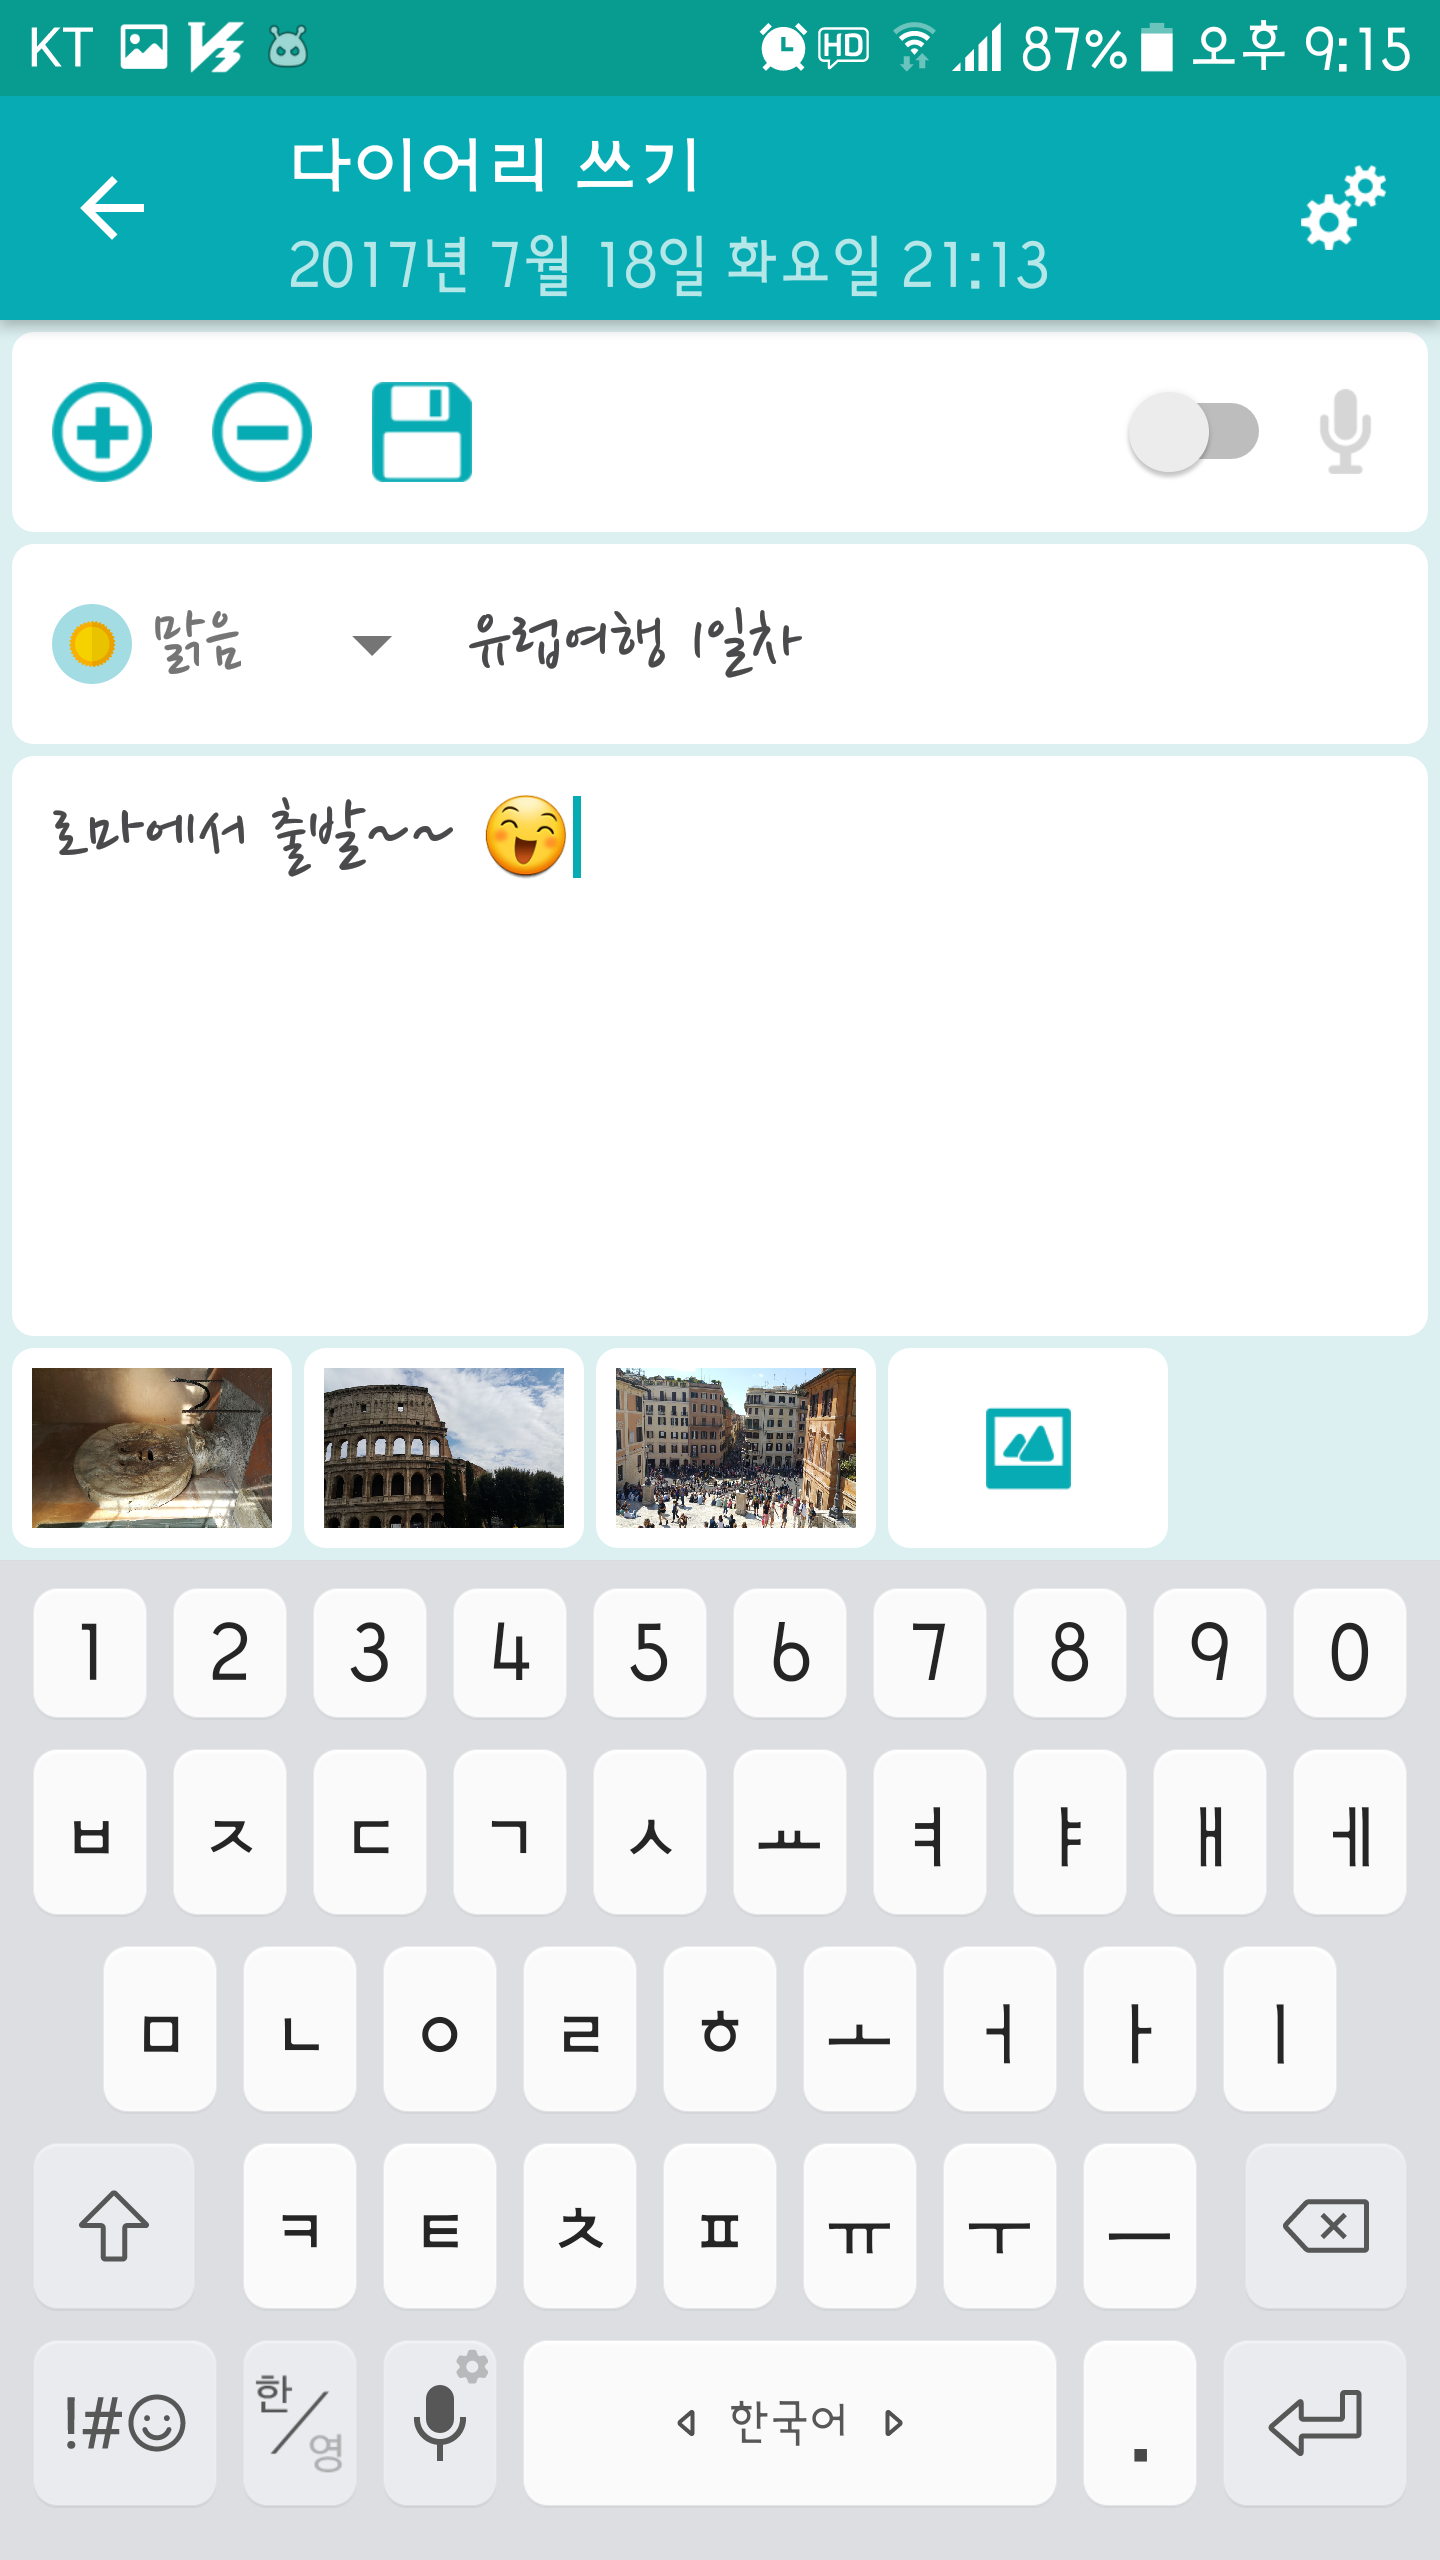 KT HD 87% 오후 9:15
다이어리 쓰기
2017년 7월 18일 화요일 21:13
맑음 유럽여행 1일차
로마에서 출발~~ 😄
1 2 3 4 5 6 7 8 9 0
ㅂ ㅈ ㄷ ㄱ ㅅ ㅛ ㅕ ㅑ ㅐ ㅔ
ㅁ ㄴ ㅇ ㄹ ㅎ ㅗ ㅓ ㅏ ㅣ
ㅋ ㅌ ㅊ ㅍ ㅠ ㅜ ㅡ
!#☺ 한/영 한국어 .